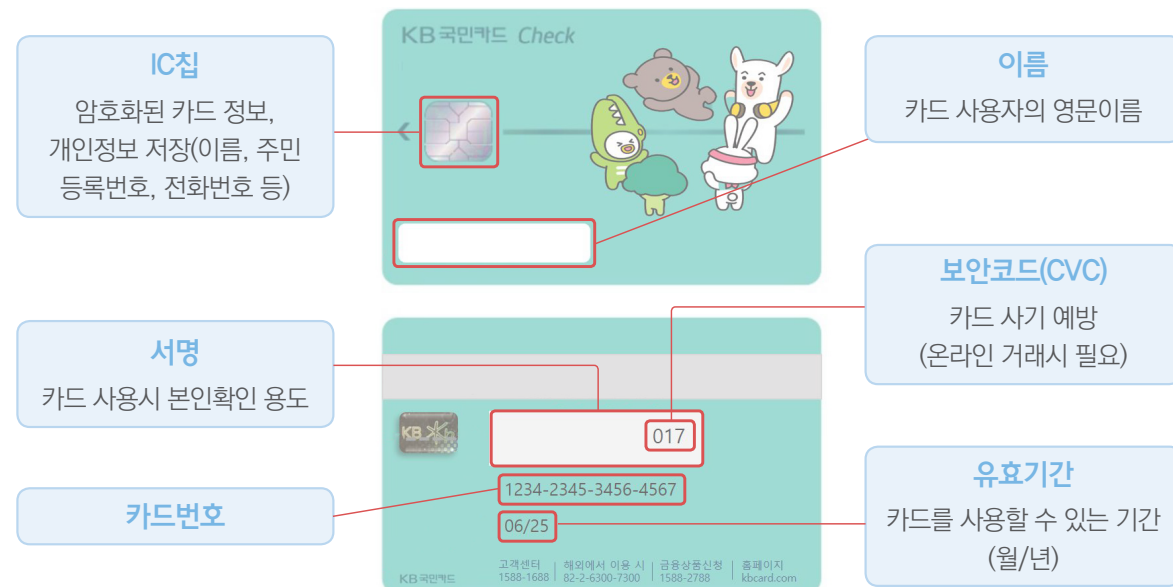 KB국민카드 Check
IC칩
암호화된 카드 정보,
개인정보 저장(이름, 주민
등록번호, 전화번호 등)
이름
카드 사용자의 영문이름
보안코드(CVC)
카드 사기 예방
(온라인 거래시 필요)
서명
카드 사용시 본인확인 용도
KB
017
카드번호
1234-2345-3456-4567
06/25
유효기간
카드를 사용할 수 있는 기간
(월/년)
KB국민카드
고객센터
1588-1688
해외에서 이용 시
82-2-6300-7300
금융상품신청
1588-2788
홈페이지
kbcard.com